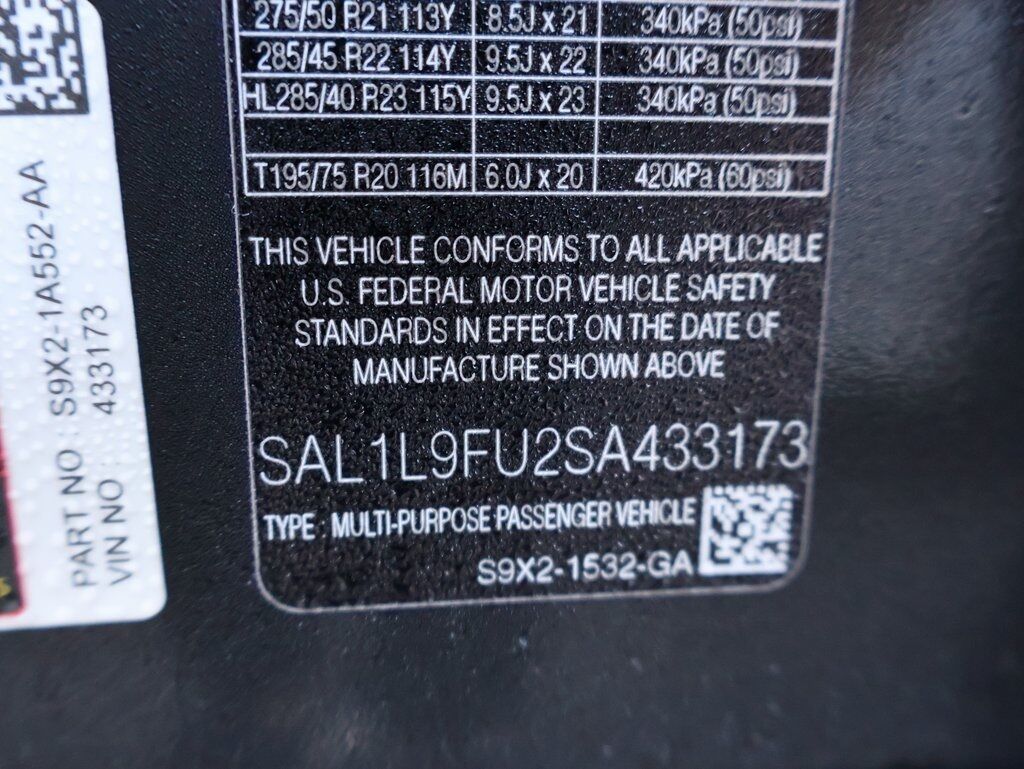 275/50 R21 113Y 8.5J x 21 340kPa (50psi)
285/45 R22 114Y 9.5J x 22 340kPa (50psi)
HL285/40 R23 115Y 9.5J x 23 340kPa (50psi)
T195/75 R20 116M 6.0J x 20 420kPa (60psi)
THIS VEHICLE CONFORMS TO ALL APPLICABLE
U.S. FEDERAL MOTOR VEHICLE SAFETY
STANDARDS IN EFFECT ON THE DATE OF
MANUFACTURE SHOWN ABOVE
SAL1L9FU2SA433173
TYPE : MULTI-PURPOSE PASSENGER VEHICLE
S9X2-1532-GA
PART NO : S9X2-1A552-AA
VIN NO : 433173